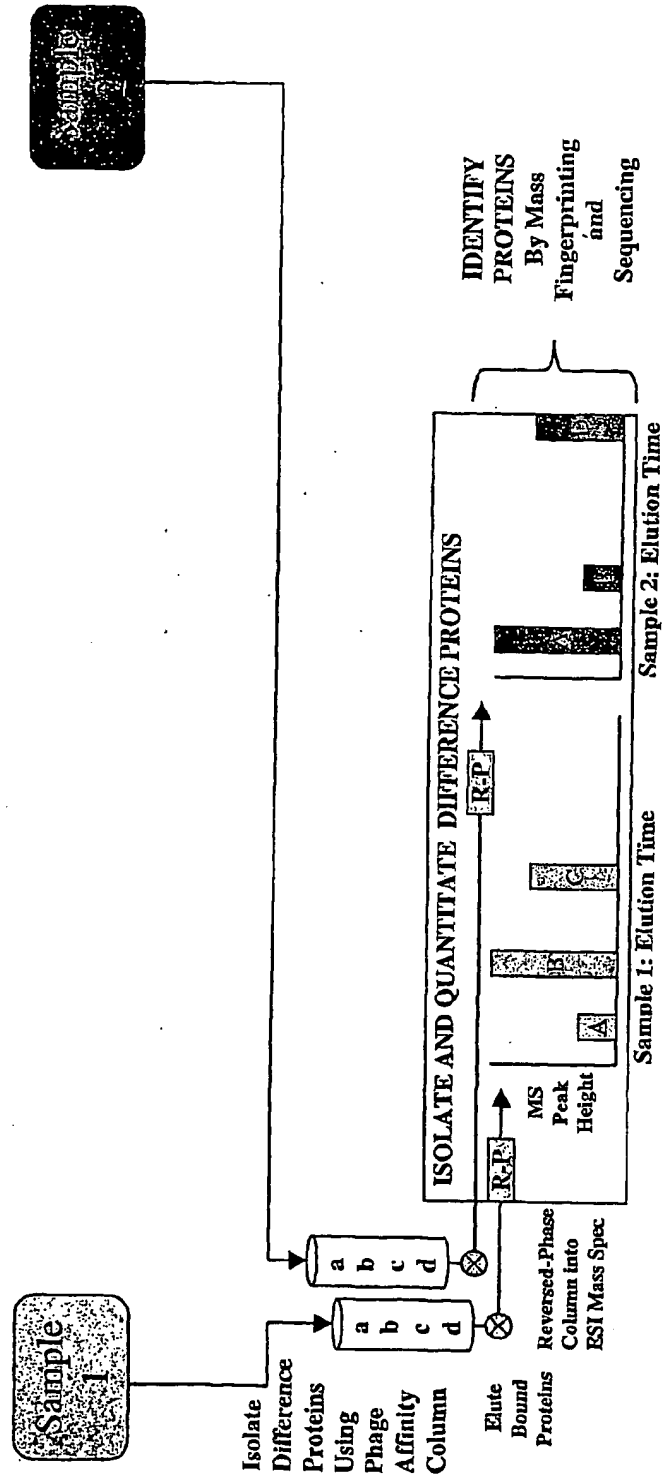 Sample
1
Sample
Isolate
Difference
Proteins
Using
Phage
Affinity
Column
a
b
c
d
a
b
c
d
Elute
Bound
Proteins
Reversed-Phase
Column into
ESI Mass Spec
ISOLATE AND QUANTITATE DIFFERENCE PROTEINS
R-P
R-P
MS
Peak
Height
A
B
C
A
D
Sample 1: Elution Time
Sample 2: Elution Time
IDENTIFY
PROTEINS
By Mass
Fingerprinting
and
Sequencing